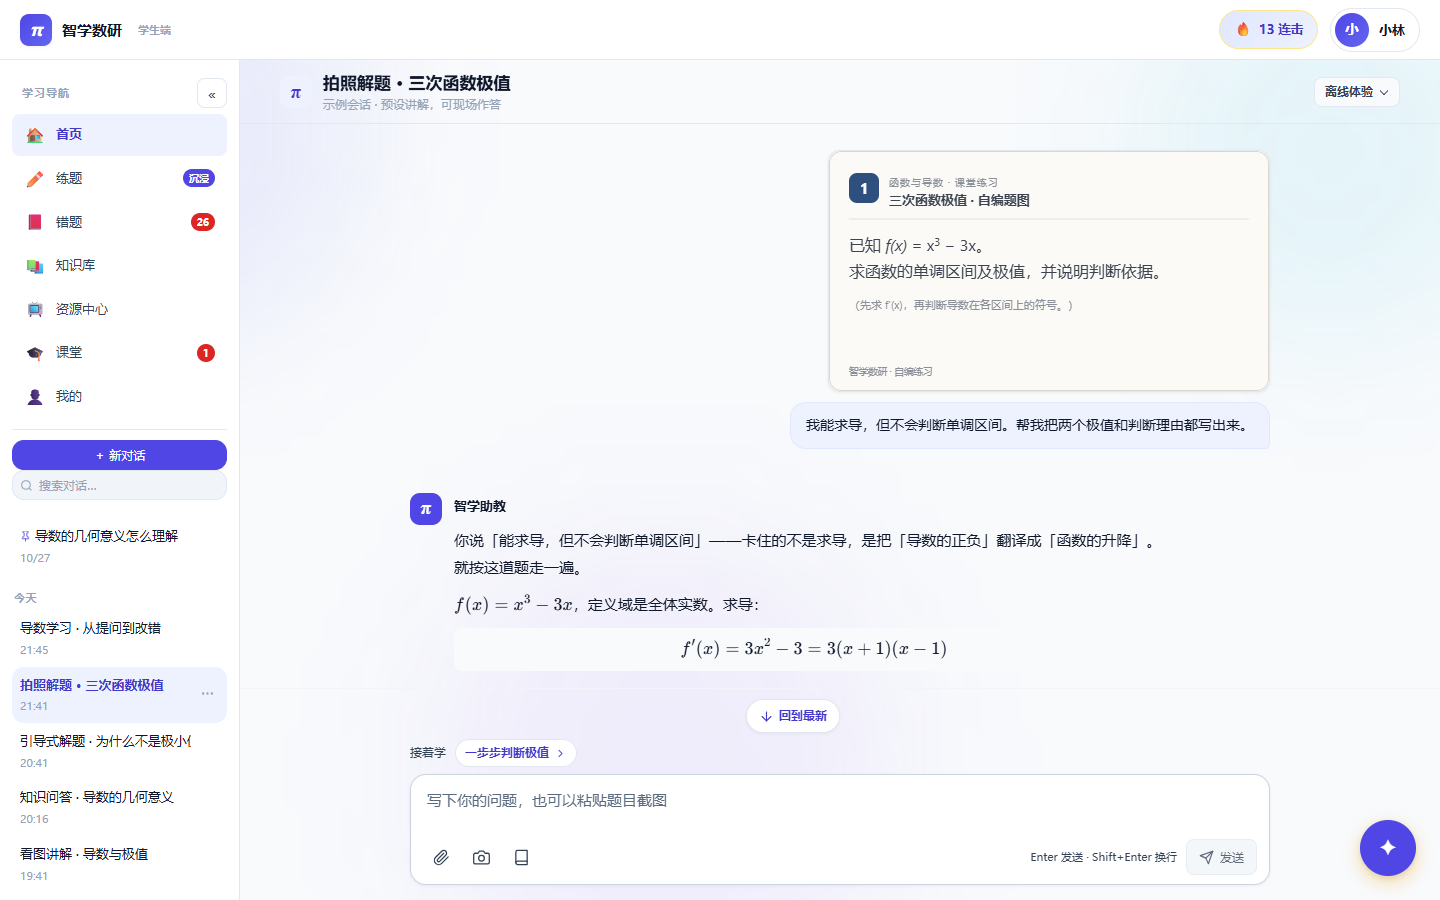 π 智学数研 学生端
🔥 13 连击
小 小林
学习导航 «
首页
练题 沉浸
错题 26
知识库
资源中心
课堂 1
我的
+ 新对话
搜索对话...
导数的几何意义怎么理解
10/27
今天
导数学习 · 从提问到改错
21:45
拍照解题 • 三次函数极值 ...
21:41
引导式解题 · 为什么不是极小
20:41
知识问答 · 导数的几何意义
20:16
看图讲解 · 导数与极值
19:41
π 拍照解题 • 三次函数极值
示例会话 · 预设讲解，可现场作答
离线体验
1 函数与导数 · 课堂练习
三次函数极值 · 自编题图
已知 f(x) = x³ − 3x。
求函数的单调区间及极值，并说明判断依据。
（先求 f′(x)，再判断导数在各区间上的符号。）
智学数研 · 自编练习
我能求导，但不会判断单调区间。帮我把两个极值和判断理由都写出来。
π 智学助教
你说「能求导，但不会判断单调区间」——卡住的不是求导，是把「导数的正负」翻译成「函数的升降」。
就按这道题走一遍。
f(x) = x³ − 3x，定义域是全体实数。求导：
f′(x) = 3x² − 3 = 3(x + 1)(x − 1)
↓ 回到最新
接着学 一步步判断极值 ›
写下你的问题，也可以粘贴题目截图
Enter 发送 · Shift+Enter 换行 发送